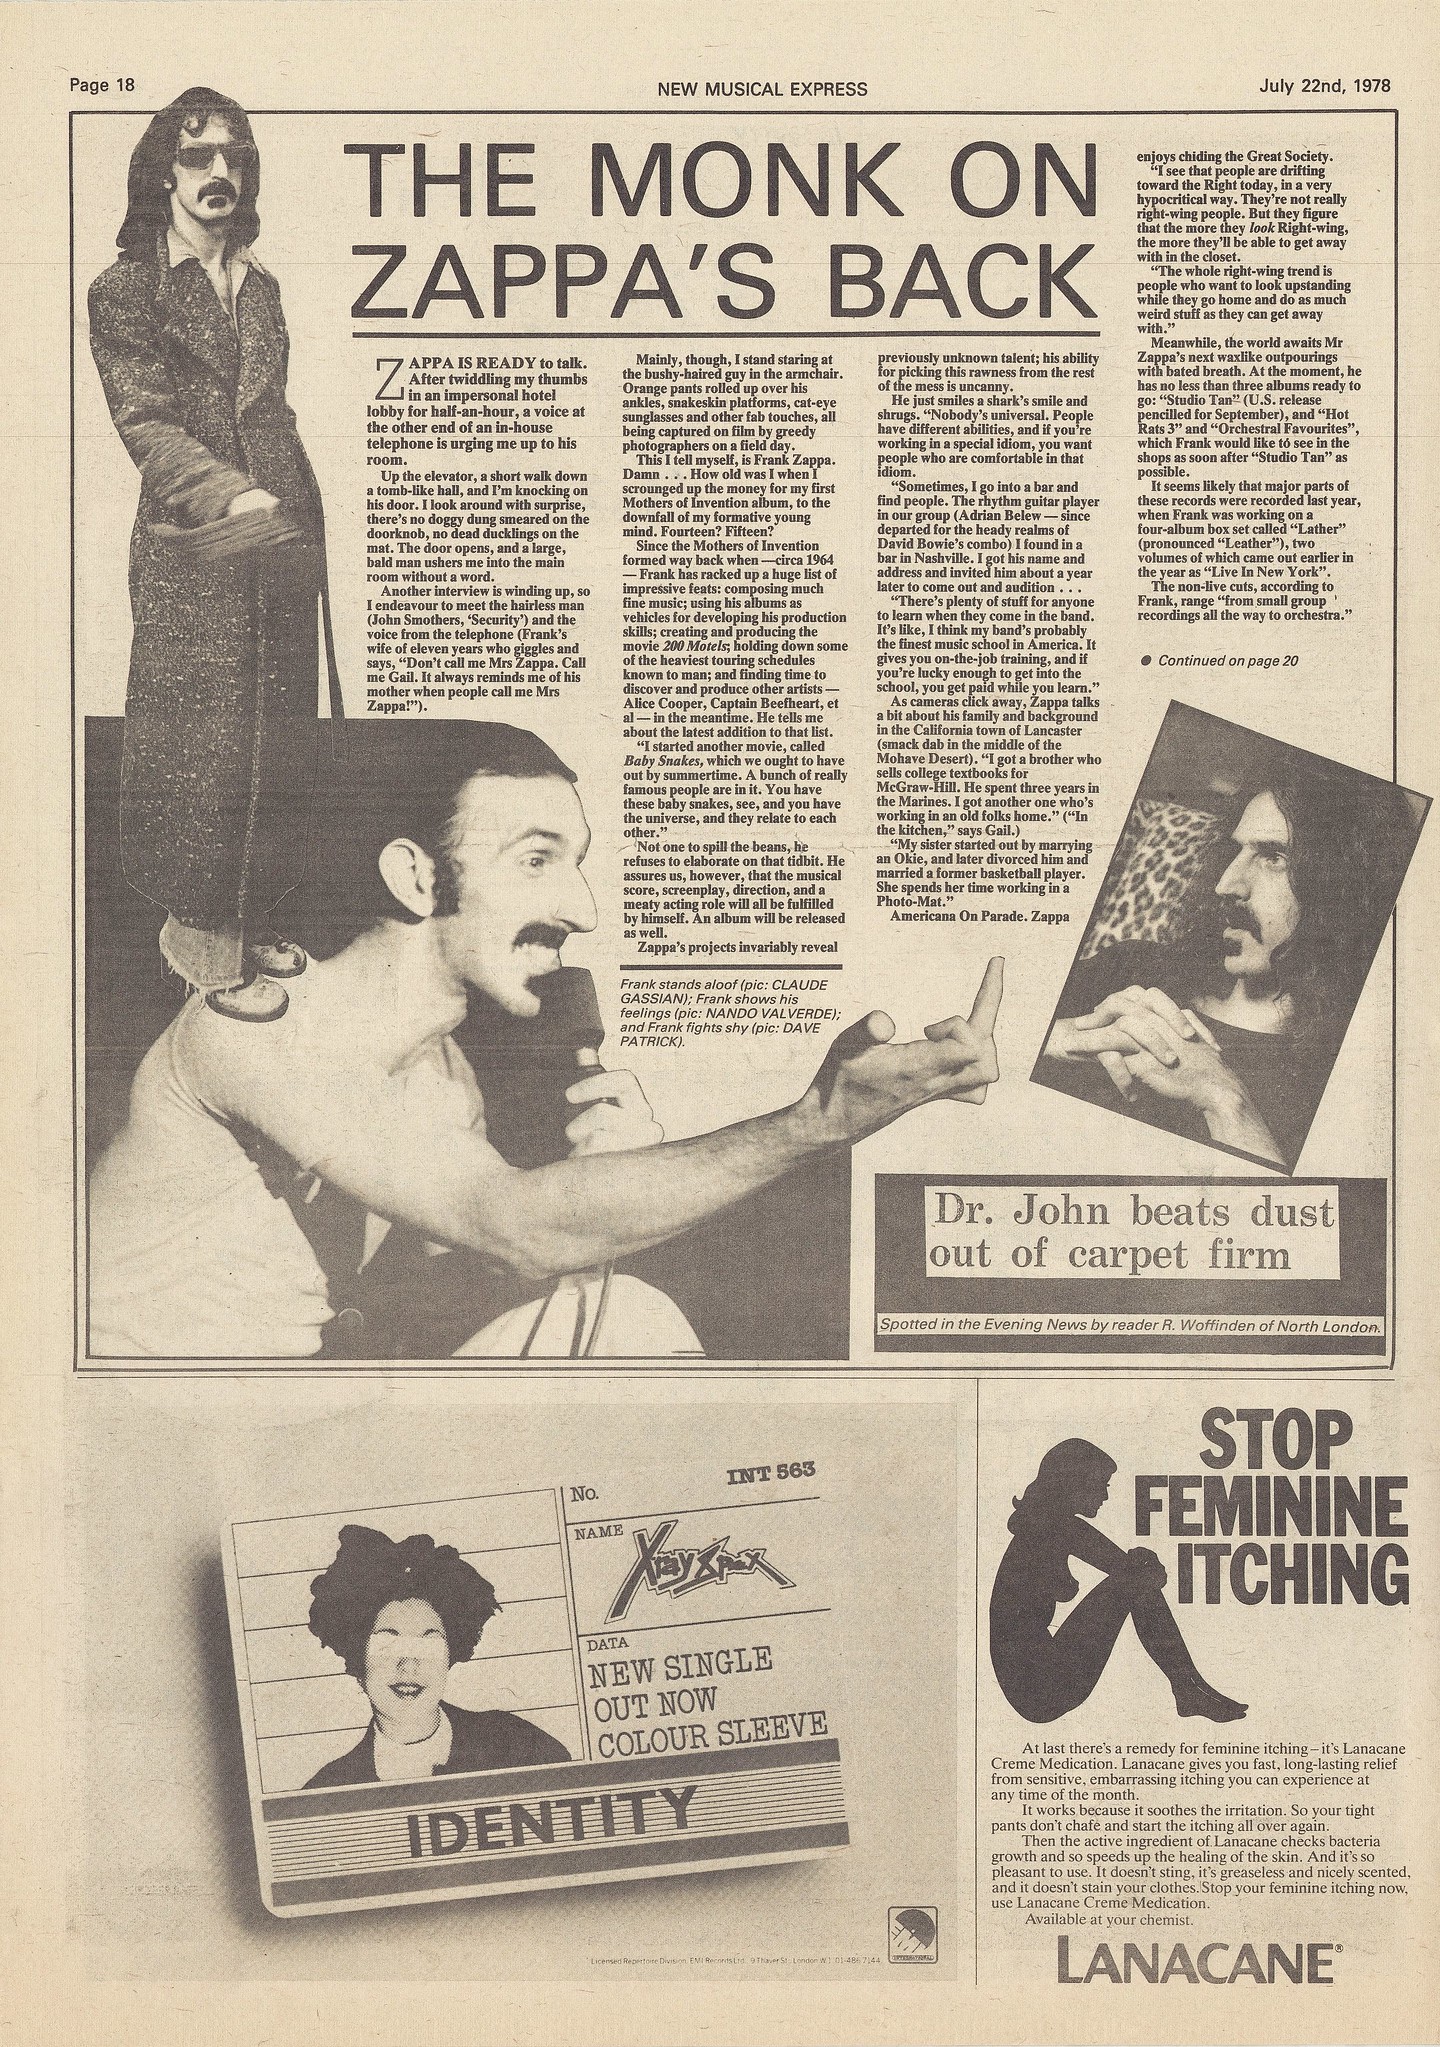 Page 18
NEW MUSICAL EXPRESS
July 22nd, 1978
THE MONK ON
ZAPPA'S BACK
ZAPPA IS READY to talk.
After twiddling my thumbs
in an impersonal hotel
lobby for half-an-hour, a voice at
the other end of an in-house
telephone is urging me up to his
room.
Up the elevator, a short walk down
a tomb-like hall, and I'm knocking on
his door. I look around with surprise,
there's no doggy dung smeared on the
doorknob, no dead ducklings on the
mat. The door opens, and a large,
bald man ushers me into the main
room without a word.
Another interview is winding up, so
I endeavour to meet the hairless man
(John Smothers, 'Security') and the
voice from the telephone (Frank's
wife of eleven years who giggles and
says, "Don't call me Mrs Zappa. Call
me Gail. It always reminds me of his
mother when people call me Mrs
Zappa!").
Mainly, though, I stand staring at
the bushy-haired guy in the armchair.
Orange pants rolled up over his
ankles, snakeskin platforms, cat-eye
sunglasses and other fab touches, all
being captured on film by greedy
photographers on a field day.
This I tell myself, is Frank Zappa.
Damn . . . How old was I when I
scrounged up the money for my first
Mothers of Invention album, to the
downfall of my formative young
mind. Fourteen? Fifteen?
Since the Mothers of Invention
formed way back when —circa 1964
— Frank has racked up a huge list of
impressive feats: composing much
fine music; using his albums as
vehicles for developing his production
skills; creating and producing the
movie 200 Motels; holding down some
of the heaviest touring schedules
known to man; and finding time to
discover and produce other artists —
Alice Cooper, Captain Beefheart, et
al — in the meantime. He tells me
about the latest addition to that list.
"I started another movie, called
Baby Snakes, which we ought to have
out by summertime. A bunch of really
famous people are in it. You have
these baby snakes, see, and you have
the universe, and they relate to each
other."
Not one to spill the beans, he
refuses to elaborate on that tidbit. He
assures us, however, that the musical
score, screenplay, direction, and a
meaty acting role will all be fulfilled
by himself. An album will be released
as well.
Zappa's projects invariably reveal
Frank stands aloof (pic: CLAUDE
GASSIAN); Frank shows his
feelings (pic: NANDO VALVERDE);
and Frank fights shy (pic: DAVE
PATRICK).
previously unknown talent; his ability
for picking this rawness from the rest
of the mess is uncanny.
He just smiles a shark's smile and
shrugs. "Nobody's universal. People
have different abilities, and if you're
working in a special idiom, you want
people who are comfortable in that
idiom.
"Sometimes, I go into a bar and
find people. The rhythm guitar player
in our group (Adrian Belew — since
departed for the heady realms of
David Bowie's combo) I found in a
bar in Nashville. I got his name and
address and invited him about a year
later to come out and audition . . .
"There's plenty of stuff for anyone
to learn when they come in the band.
It's like, I think my band's probably
the finest music school in America. It
gives you on-the-job training, and if
you're lucky enough to get into the
school, you get paid while you learn."
As cameras click away, Zappa talks
a bit about his family and background
in the California town of Lancaster
(smack dab in the middle of the
Mohave Desert). "I got a brother who
sells college textbooks for
McGraw-Hill. He spent three years in
the Marines. I got another one who's
working in an old folks home." ("In
the kitchen," says Gail.)
"My sister started out by marrying
an Okie, and later divorced him and
married a former basketball player.
She spends her time working in a
Photo-Mat."
Americana On Parade. Zappa
enjoys chiding the Great Society.
"I see that people are drifting
toward the Right today, in a very
hypocritical way. They're not really
right-wing people. But they figure
that the more they look Right-wing,
the more they'll be able to get away
with in the closet.
"The whole right-wing trend is
people who want to look upstanding
while they go home and do as much
weird stuff as they can get away
with."
Meanwhile, the world awaits Mr
Zappa's next waxlike outpourings
with bated breath. At the moment, he
has no less than three albums ready to
go: "Studio Tan" (U.S. release
pencilled for September), and "Hot
Rats 3" and "Orchestral Favourites",
which Frank would like to see in the
shops as soon after "Studio Tan" as
possible.
It seems likely that major parts of
these records were recorded last year,
when Frank was working on a
four-album box set called "Lather"
(pronounced "Leather"), two
volumes of which came out earlier in
the year as "Live In New York".
The non-live cuts, according to
Frank, range "from small group
recordings all the way to orchestra."
● Continued on page 20
Dr. John beats dust
out of carpet firm
Spotted in the Evening News by reader R. Woffinden of North London.
No.
INT 563
NAME
X ray Spex
DATA
NEW SINGLE
OUT NOW
COLOUR SLEEVE
IDENTITY
Licensed Repertoire Division, EMI Records Ltd., 9 Thayer St., London W.1. 01-486 7144
INTERNATIONAL
STOP
FEMININE
ITCHING
At last there's a remedy for feminine itching–it's Lanacane
Creme Medication. Lanacane gives you fast, long-lasting relief
from sensitive, embarrassing itching you can experience at
any time of the month.
It works because it soothes the irritation. So your tight
pants don't chafe and start the itching all over again.
Then the active ingredient of Lanacane checks bacteria
growth and so speeds up the healing of the skin. And it's so
pleasant to use. It doesn't sting, it's greaseless and nicely scented,
and it doesn't stain your clothes. Stop your feminine itching now,
use Lanacane Creme Medication.
Available at your chemist.
LANACANE®